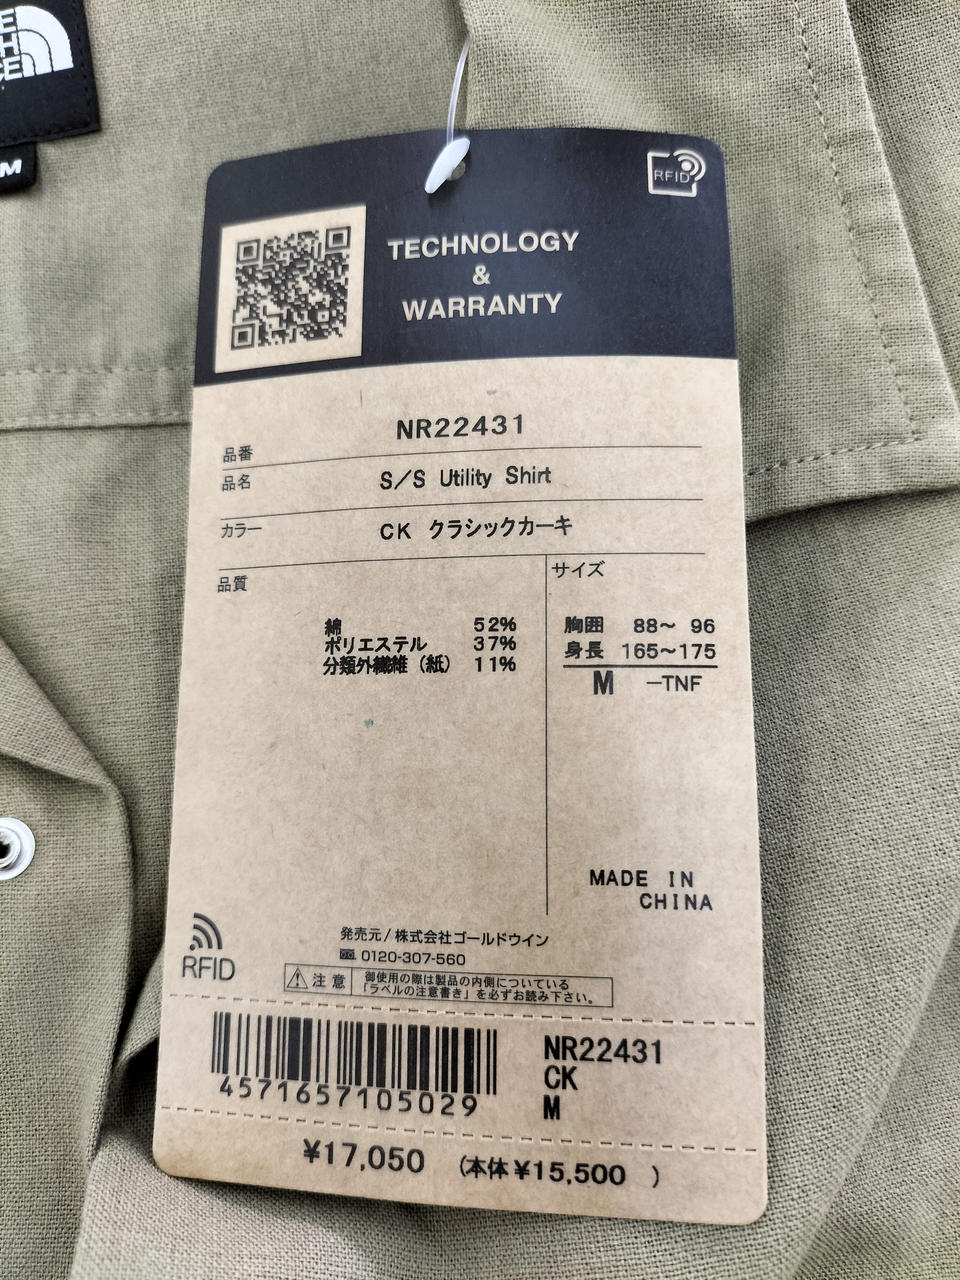 E
H
CE
M
RFID
TECHNOLOGY
&
WARRANTY
品番 NR22431
品名 S/S Utility Shirt
カラー CK クラシックカーキ
品質
綿 52%
ポリエステル 37%
分類外繊維（紙） 11%
サイズ
胸囲 88～ 96
身長 165～175
M －TNF
MADE IN
CHINA
RFID
発売元/株式会社ゴールドウイン
0120-307-560
注意 御使用の際は製品の内側についている
「ラベルの注意書き」を必ずお読み下さい。
4571657105029
NR22431
CK
M
¥17,050 (本体¥15,500 )